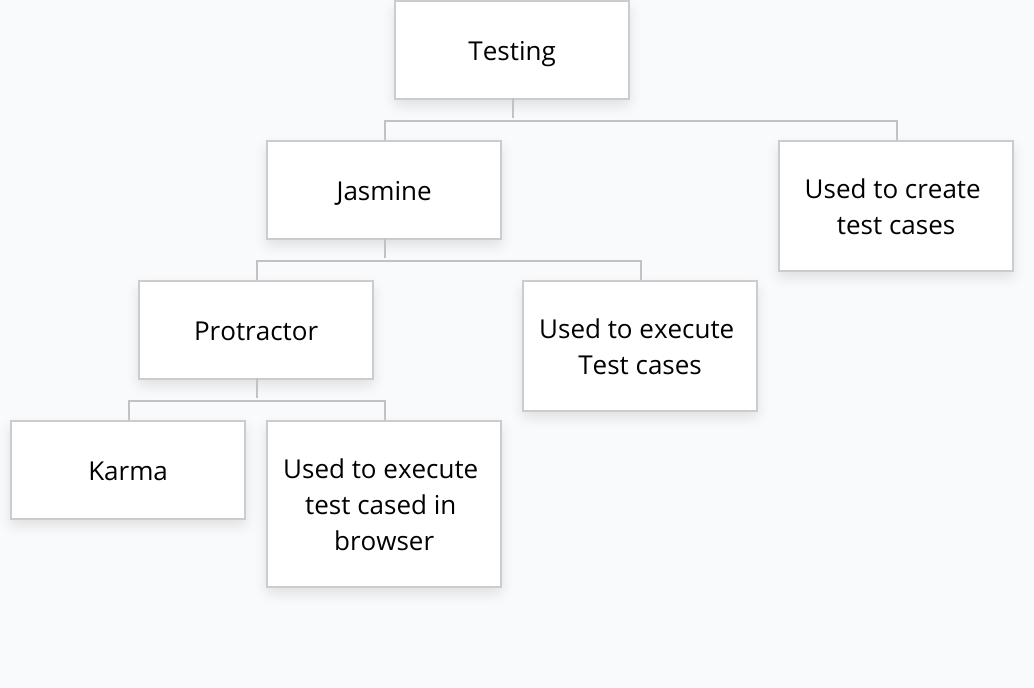 Testing
Jasmine
Used to create
test cases
Protractor
Used to execute
Test cases
Karma
Used to execute
test cased in
browser